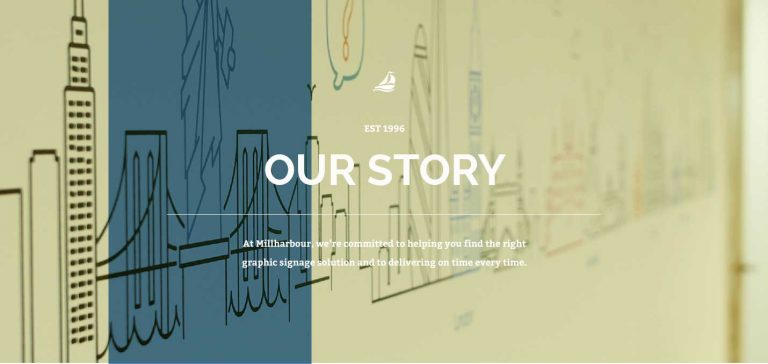 EST 1996
OUR STORY
At Millharbour, we're committed to helping you find the right
graphic signage solution and to delivering on time every time.
London